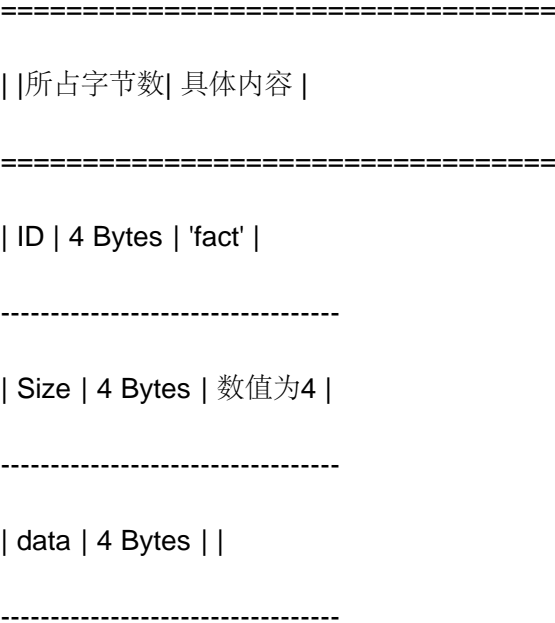 ==================================
| |所占字节数| 具体内容 |
==================================
| ID | 4 Bytes | 'fact' |
----------------------------------
| Size | 4 Bytes | 数值为4 |
----------------------------------
| data | 4 Bytes | |
----------------------------------